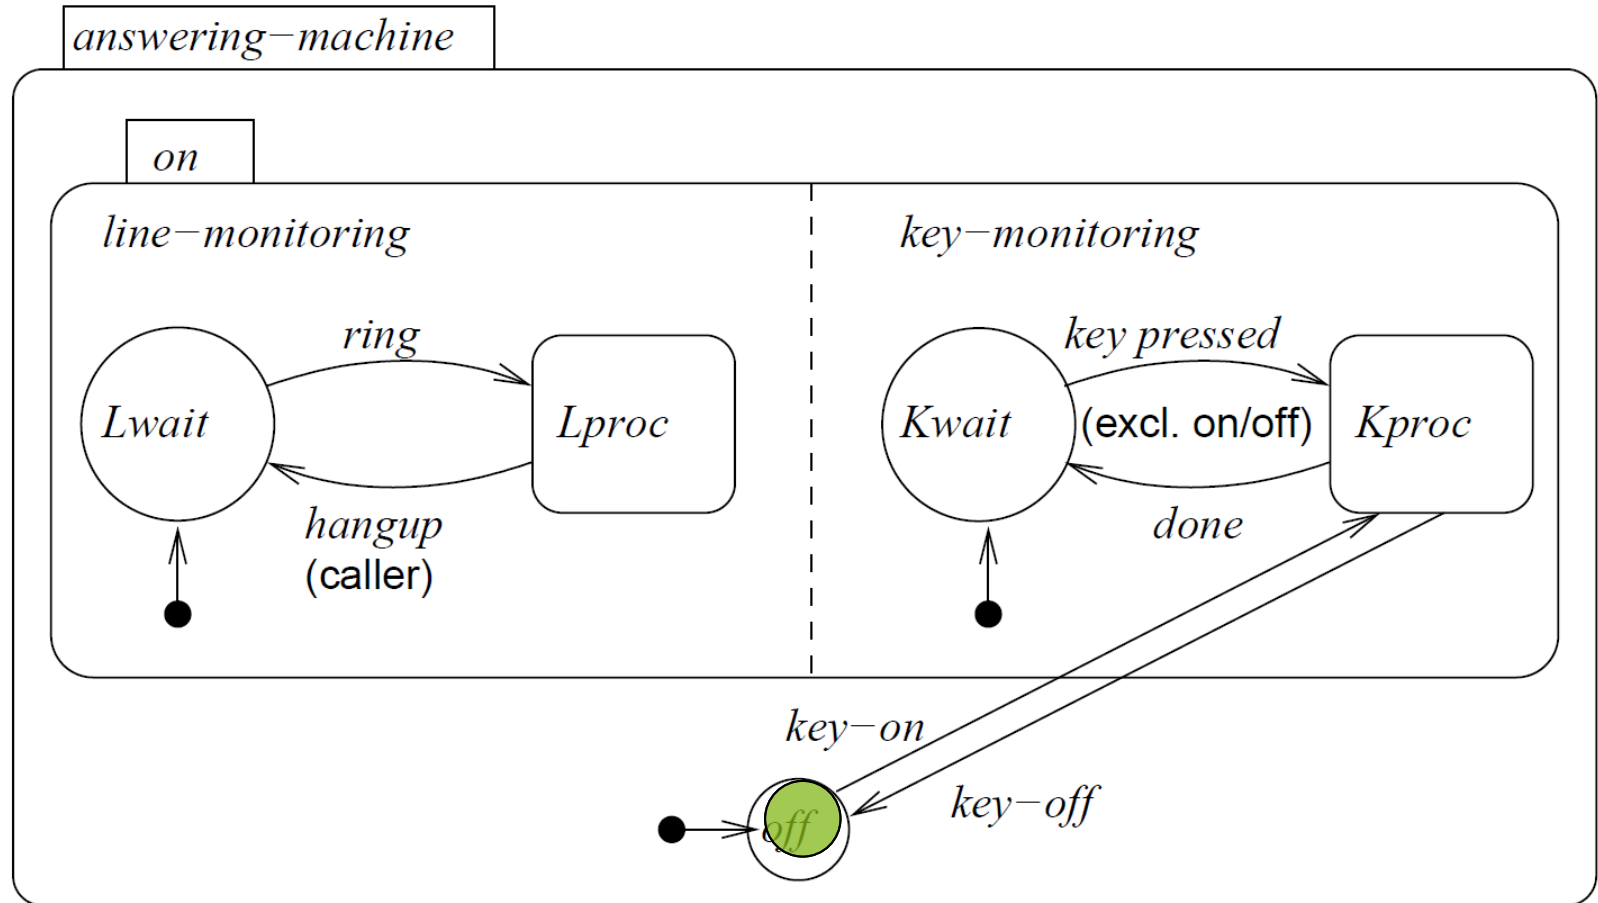 answering−machine
on
line−monitoring
key−monitoring
ring
key pressed
Lwait
Lproc
Kwait
(excl. on/off)
Kproc
hangup
(caller)
done
key−on
key−off
off